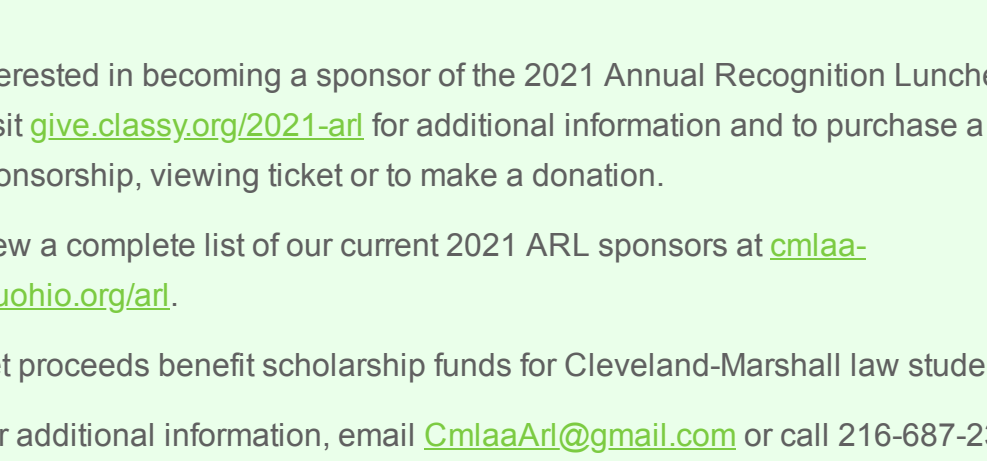 erested in becoming a sponsor of the 2021 Annual Recognition Lunche
sit give.classy.org/2021-arl for additional information and to purchase a
onsorship, viewing ticket or to make a donation.
ew a complete list of our current 2021 ARL sponsors at cmlaa-
uohio.org/arl.
et proceeds benefit scholarship funds for Cleveland-Marshall law stude
r additional information, email CmlaaArl@gmail.com or call 216-687-23